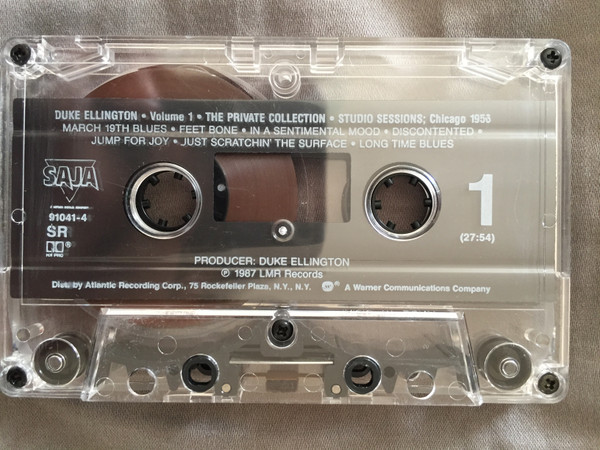 DUKE ELLINGTON • Volume 1 • THE PRIVATE COLLECTION • STUDIO SESSIONS; Chicago 1956
MARCH 19TH BLUES • FEET BONE • IN A SENTIMENTAL MOOD • DISCONTENTED •
JUMP FOR JOY • JUST SCRATCHIN' THE SURFACE • LONG TIME BLUES
SAJA
91041-4
SR
1
(27:54)
PRODUCER: DUKE ELLINGTON
℗ 1987 LMR Records
Dist. by Atlantic Recording Corp., 75 Rockefeller Plaza, N.Y., N.Y. A Warner Communications Company